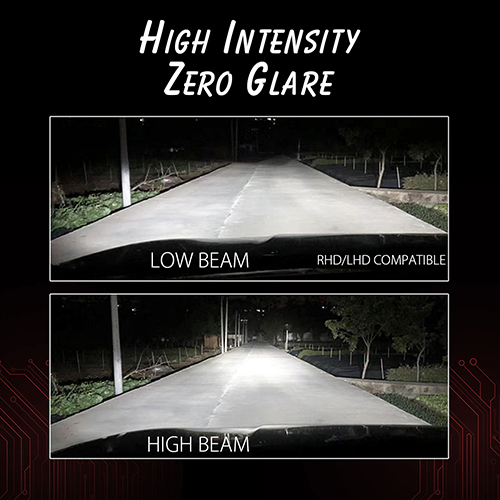 High Intensity
Zero Glare
LOW BEAM
RHD/LHD COMPATIBLE
HIGH BEAM